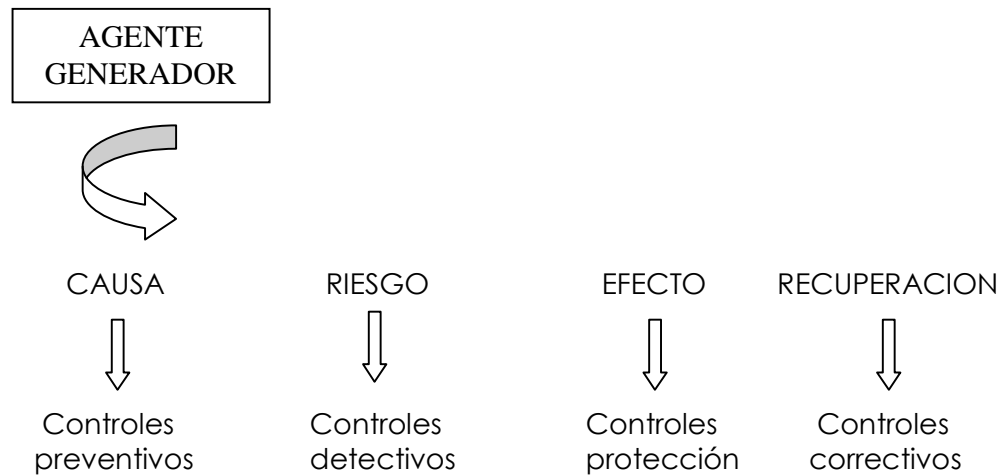 AGENTE
GENERADOR
CAUSA RIESGO EFECTO RECUPERACION
Controles Controles Controles Controles
preventivos detectivos protección correctivos